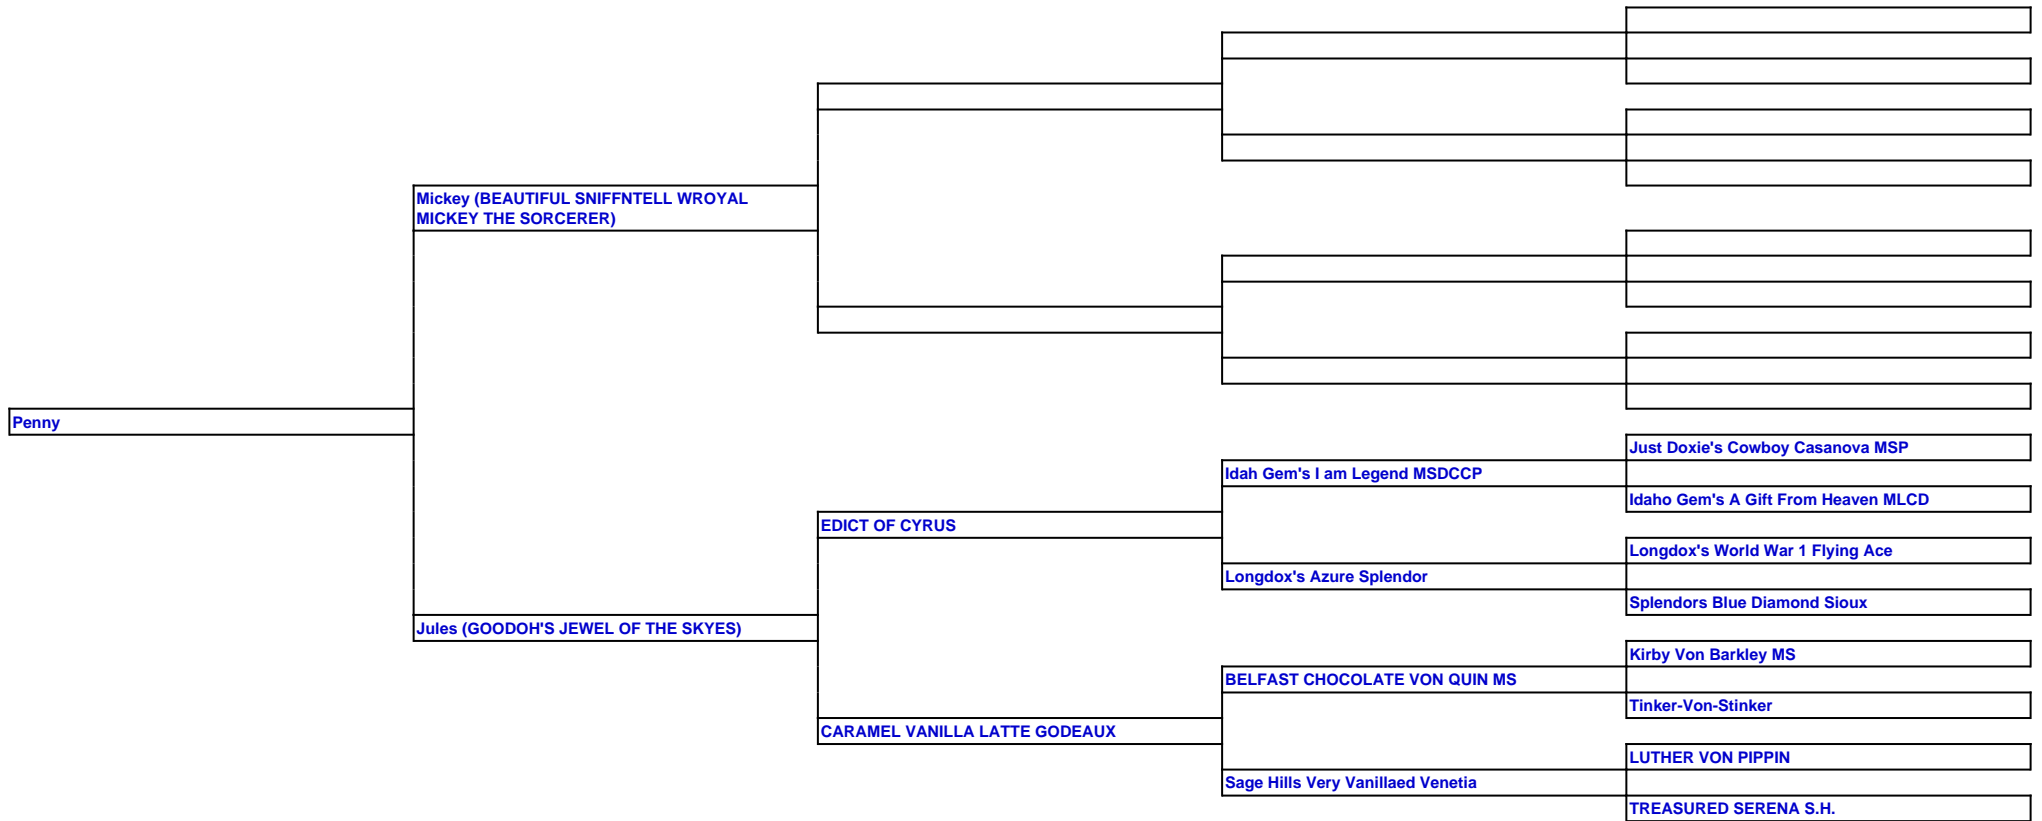 Mickey (BEAUTIFUL SNIFFNTELL WROYAL
MICKEY THE SORCERER)
Penny
Just Doxie's Cowboy Casanova MSP
Idah Gem's I am Legend MSDCCP
Idaho Gem's A Gift From Heaven MLCD
EDICT OF CYRUS
Longdox's World War 1 Flying Ace
Longdox's Azure Splendor
Splendors Blue Diamond Sioux
Jules (GOODOH'S JEWEL OF THE SKYES)
Kirby Von Barkley MS
BELFAST CHOCOLATE VON QUIN MS
Tinker-Von-Stinker
CARAMEL VANILLA LATTE GODEAUX
LUTHER VON PIPPIN
Sage Hills Very Vanillaed Venetia
TREASURED SERENA S.H.